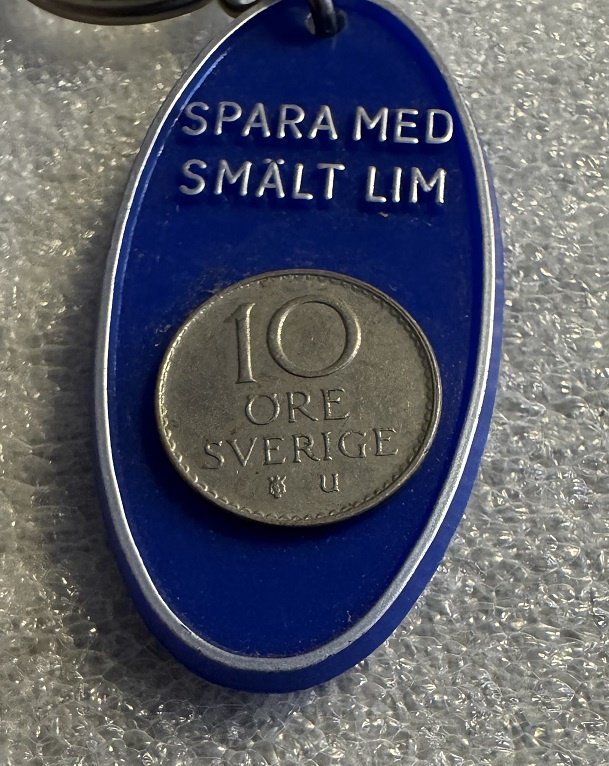 SPARA MED
SMÄLT LIM
10
ÖRE
SVERIGE
U